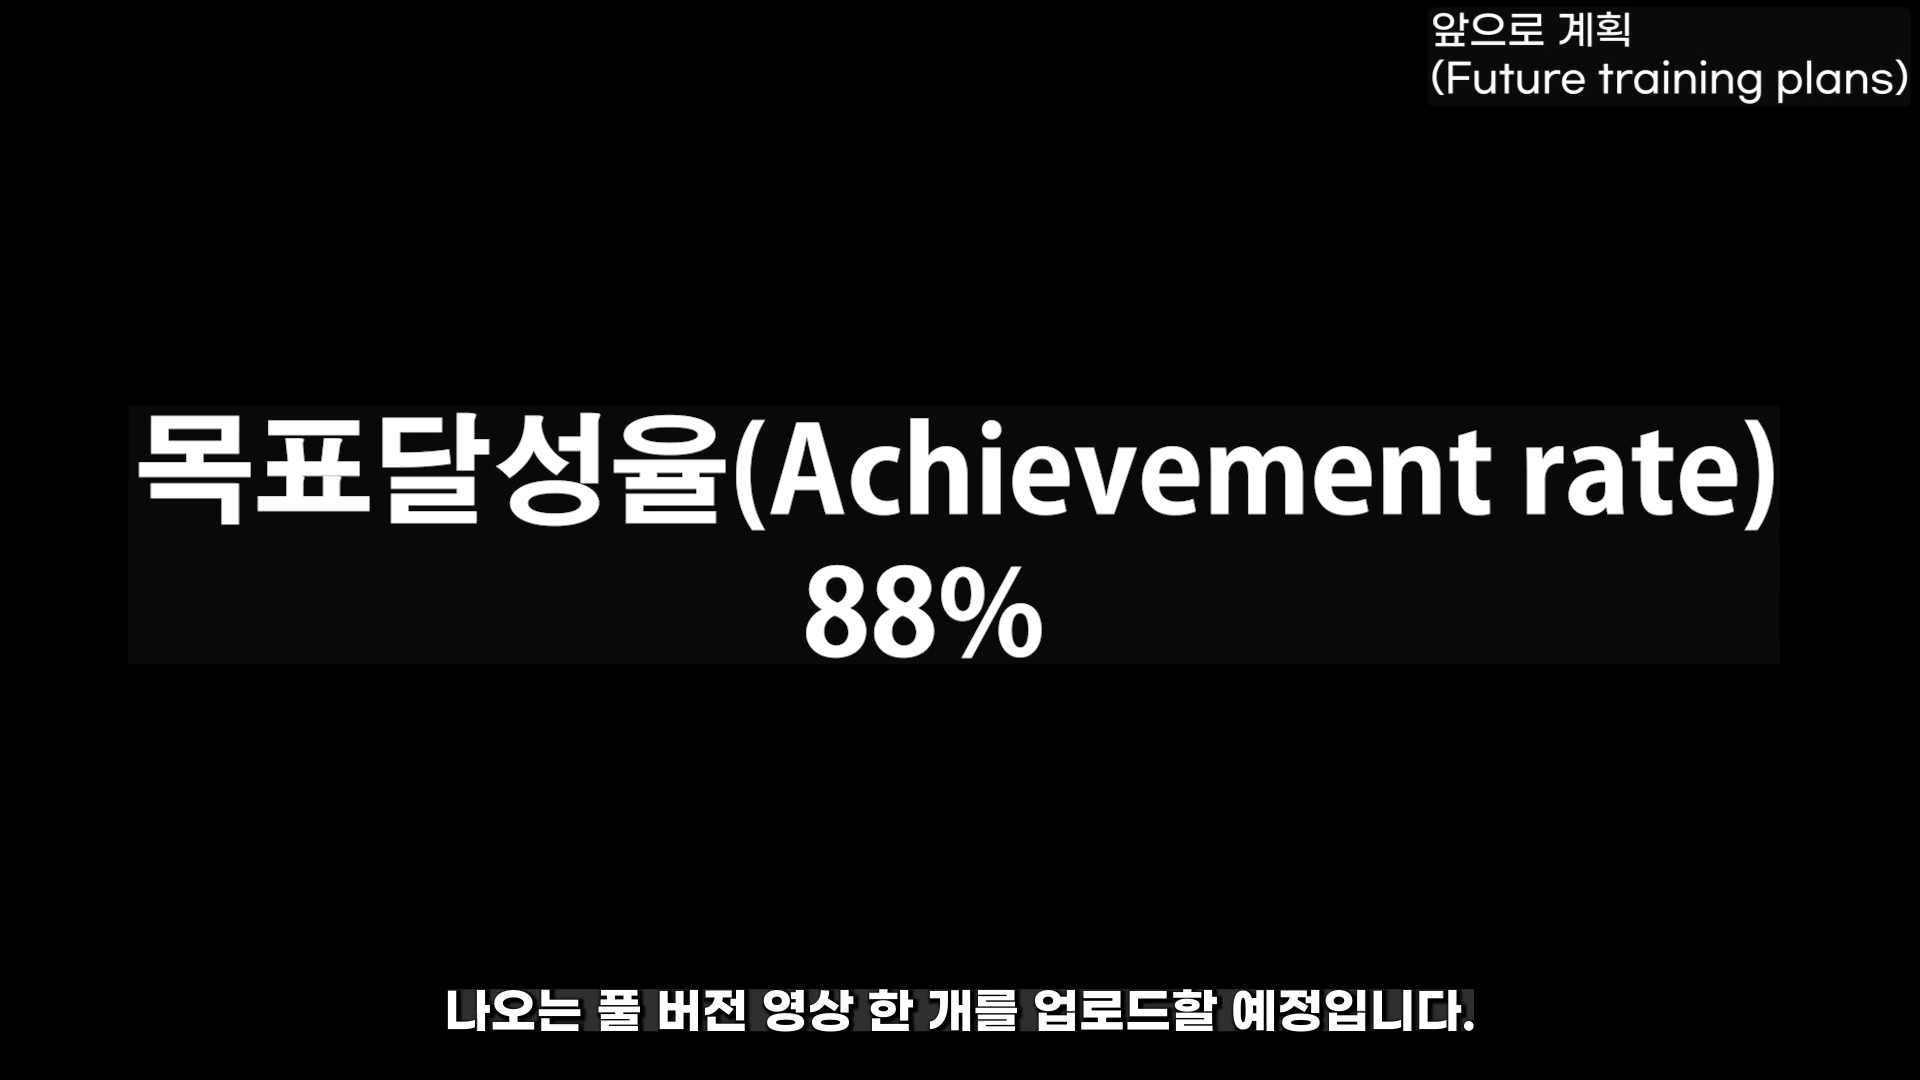 앞으로 계획
(Future training plans)
목표달성율(Achievement rate)
88%
나오는 풀 버전 영상 한 개를 업로드할 예정입니다.